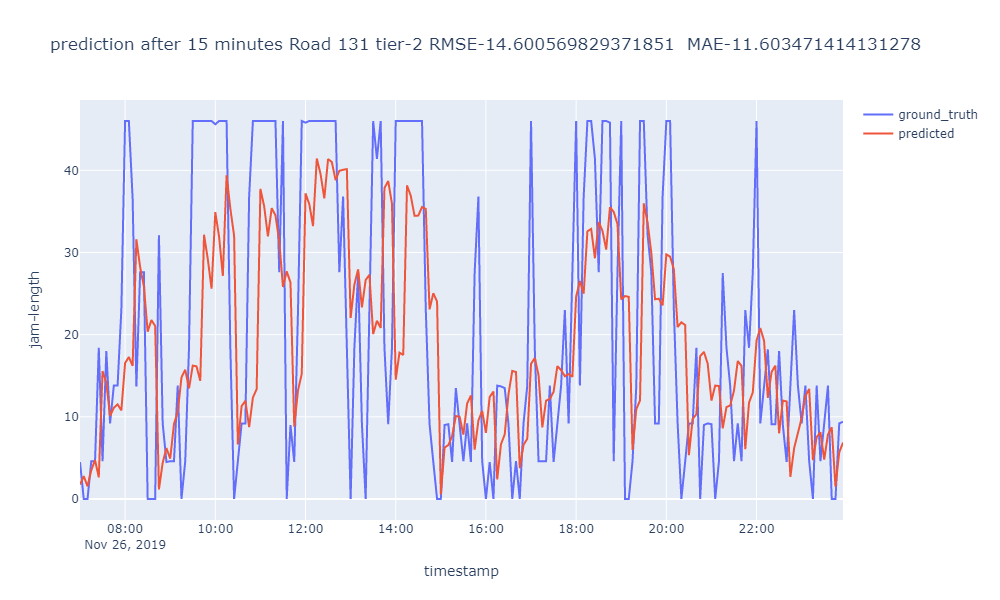 prediction after 15 minutes Road 131 tier-2 RMSE-14.600569829371851  MAE-11.603471414131278
ground_truth
predicted
jam-length
40
30
20
10
0
08:00 10:00 12:00 14:00 16:00 18:00 20:00 22:00
Nov 26, 2019
timestamp